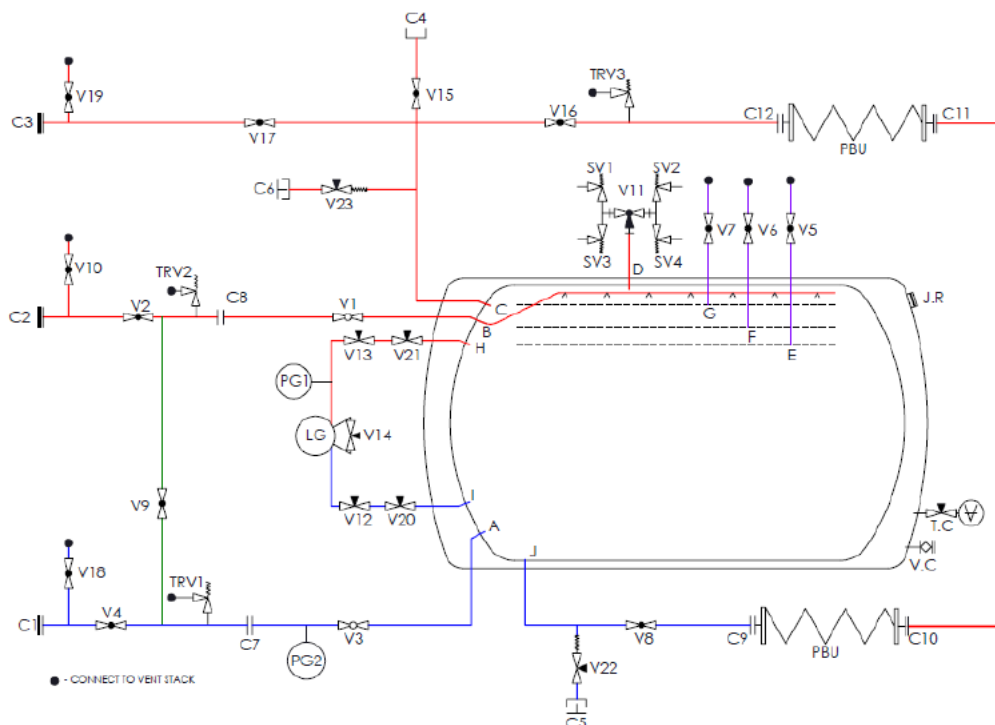 C4
V19
V15
TRV3
C3
V17
V16
C12
C11
PBU
C6
V23
SV1
V11
SV2
V7
V6
V5
SV3
SV4
D
V10
TRV2
C8
C2
V2
V1
C
B
G
J.R
H
F
E
V13
V21
PG1
LG
V14
V9
I
V12
V20
A
T.C
V
V.C
V18
J
TRV1
C1
V4
C7
V3
V8
C9
C10
PG2
PBU
V22
- CONNECT TO VENT STACK
C5